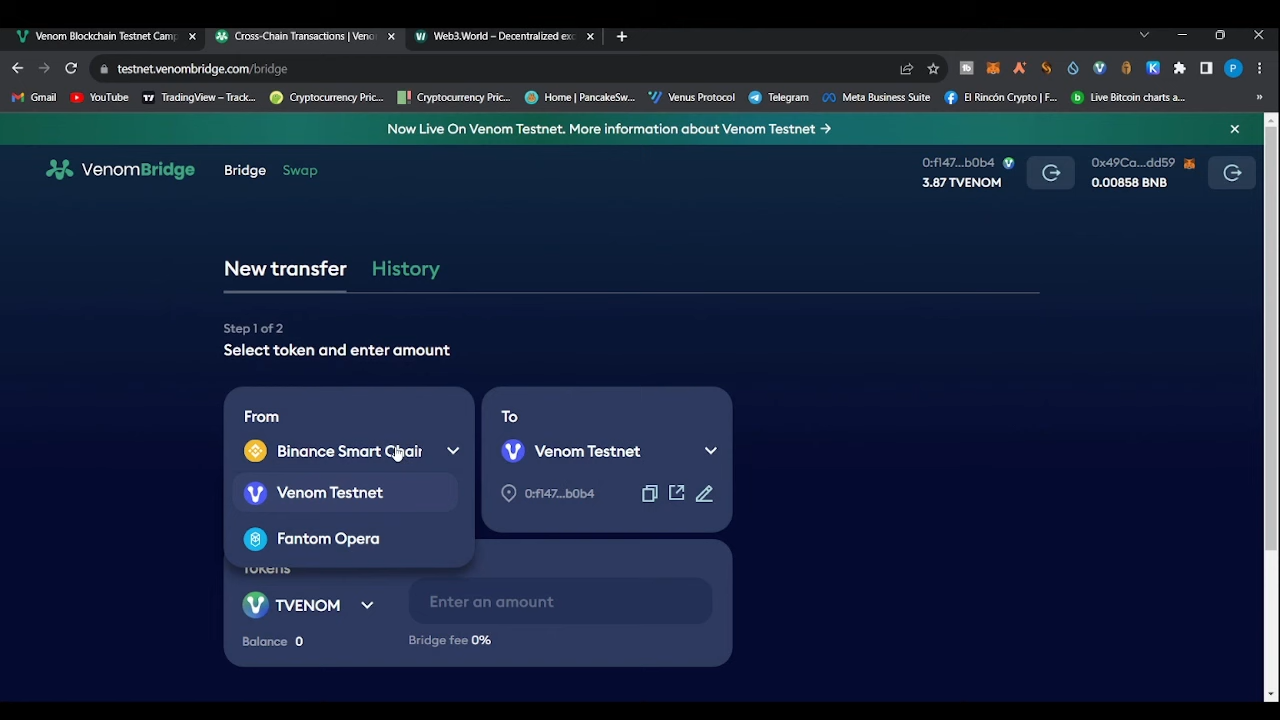 Venom Blockchain Testnet Camp
Cross-Chain Transactions | Veno
Web3.World – Decentralized exc
testnet.venombridge.com/bridge
Gmail
YouTube
TradingView – Track...
Cryptocurrency Pric...
Cryptocurrency Pric...
Home | PancakeSw...
Venus Protocol
Telegram
Meta Business Suite
El Rincón Crypto | F...
Live Bitcoin charts a...
Now Live On Venom Testnet. More information about Venom Testnet →
VenomBridge
Bridge
Swap
0:f147...b0b4
3.87 TVENOM
0x49Ca...dd59
0.00858 BNB
New transfer
History
Step 1 of 2
Select token and enter amount
From
Binance Smart Chain
Venom Testnet
Fantom Opera
To
Venom Testnet
0:f147...b0b4
Tokens
TVENOM
Balance 0
Enter an amount
Bridge fee 0%